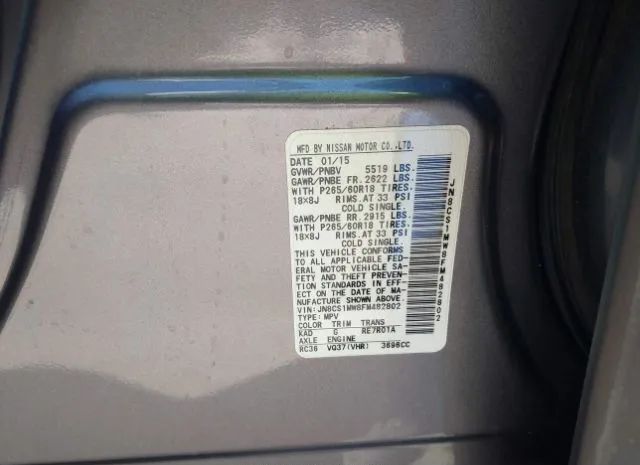 MFD BY NISSAN MOTOR CO.,LTD.
DATE 01/15
GVWR/PNBV 5519 LBS.
GAWR/PNBE FR. 2622 LBS.
WITH P265/60R18 TIRES.
18x8J RIMS.AT 33 PSI
COLD SINGLE.
GAWR/PNBE RR. 2915 LBS.
WITH P265/60R18 TIRES.
18x8J RIMS.AT 33 PSI
COLD SINGLE.
THIS VEHICLE CONFORMS
TO ALL APPLICABLE FED-
ERAL MOTOR VEHICLE SA-
FETY AND THEFT PREVEN-
TION STANDARDS IN EFF-
ECT ON THE DATE OF MA-
NUFACTURE SHOWN ABOVE.
VIN: JN8CS1MW8FM482802
TYPE: MPV
COLOR TRIM TRANS
KAD G RE7R01A
AXLE ENGINE
RC36 VQ37(VHR) 3696CC
JN8CS1MW8FM482802